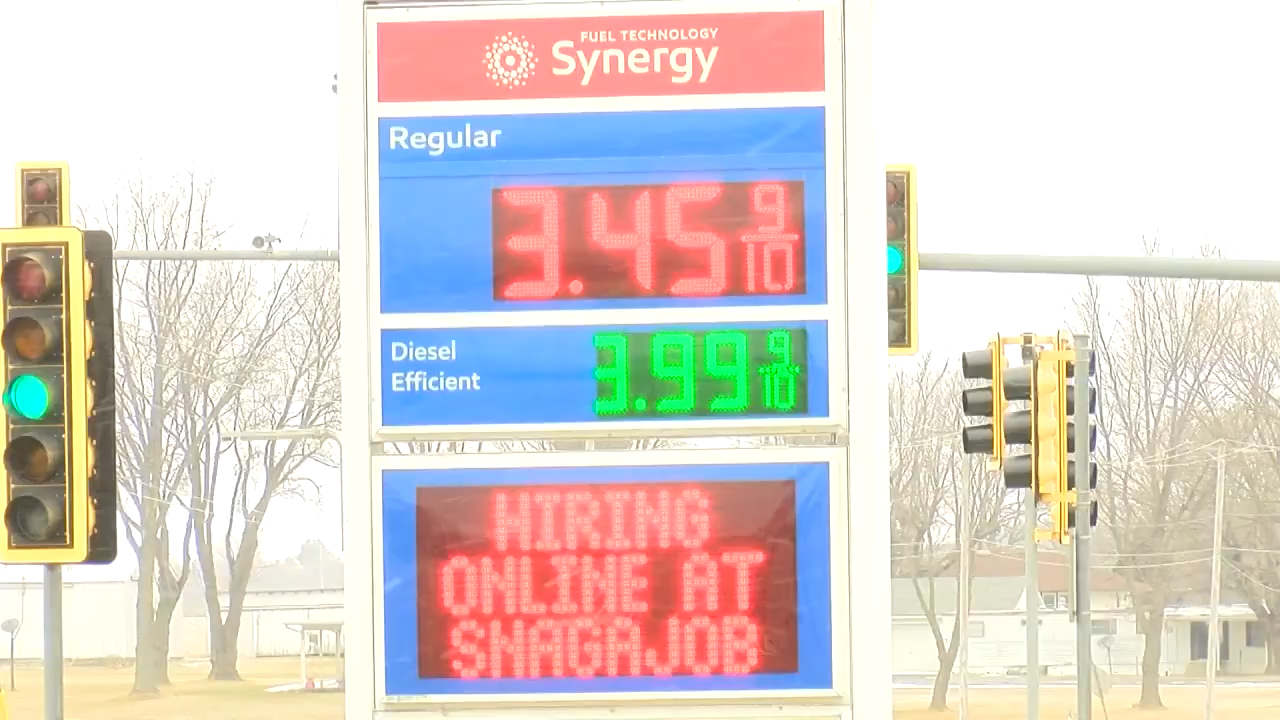 FUEL TECHNOLOGY
Synergy
Regular
3.45 9/10
Diesel
Efficient
3.99 9/10
HIRING
ONLINE AT
SNAGAJOB